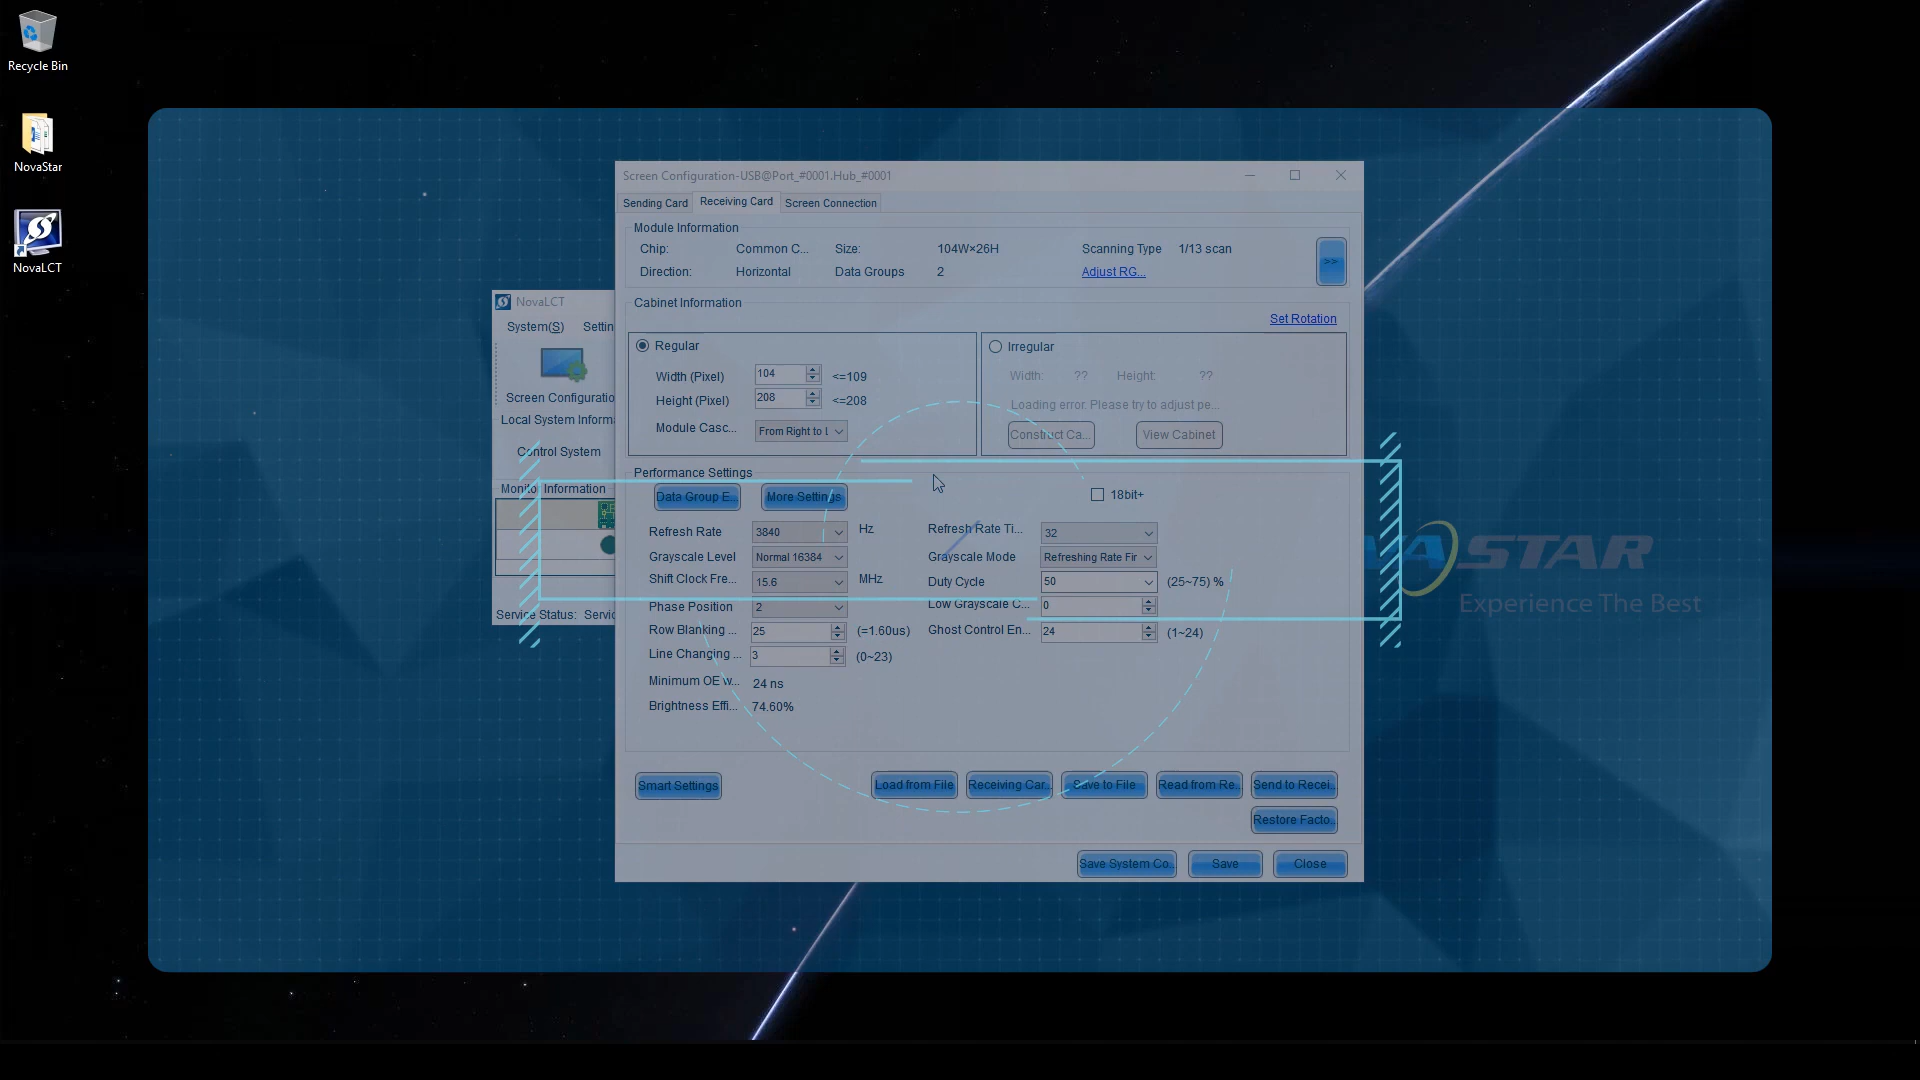 Recycle Bin
NovaStar
NovaLCT
NovaLCT
System(S) Settin
Screen Configuratio
Local System Inform
Control System
Monito Information
Service Status: Servic
Screen Configuration-USB@Port_#0001.Hub_#0001
Sending Card Receiving Card Screen Connection
Module Information
Chip: Common C... Size: 104W×26H Scanning Type 1/13 scan
Direction: Horizontal Data Groups 2 Adjust RG...
>>
Cabinet Information
Set Rotation
Regular
Width (Pixel) 104 <=109
Height (Pixel) 208 <=208
Module Casc... From Right to L
Irregular
Width: ?? Height: ??
Loading error. Please try to adjust pe...
Construct Ca... View Cabinet
Performance Settings
Data Group E... More Settings 18bit+
Refresh Rate 3840 Hz Refresh Rate Ti... 32
Grayscale Level Normal 16384 Grayscale Mode Refreshing Rate Fir
Shift Clock Fre... 15.6 MHz Duty Cycle 50 (25~75) %
Phase Position 2 Low Grayscale C... 0
Row Blanking ... 25 (=1.60us) Ghost Control En... 24 (1~24)
Line Changing ... 3 (0~23)
Minimum OE w... 24 ns
Brightness Effi... 74.60%
Smart Settings Load from File Receiving Car... Save to File Read from Re... Send to Recei...
Restore Facto...
Save System Co... Save Close
VASTAR
Experience The Best